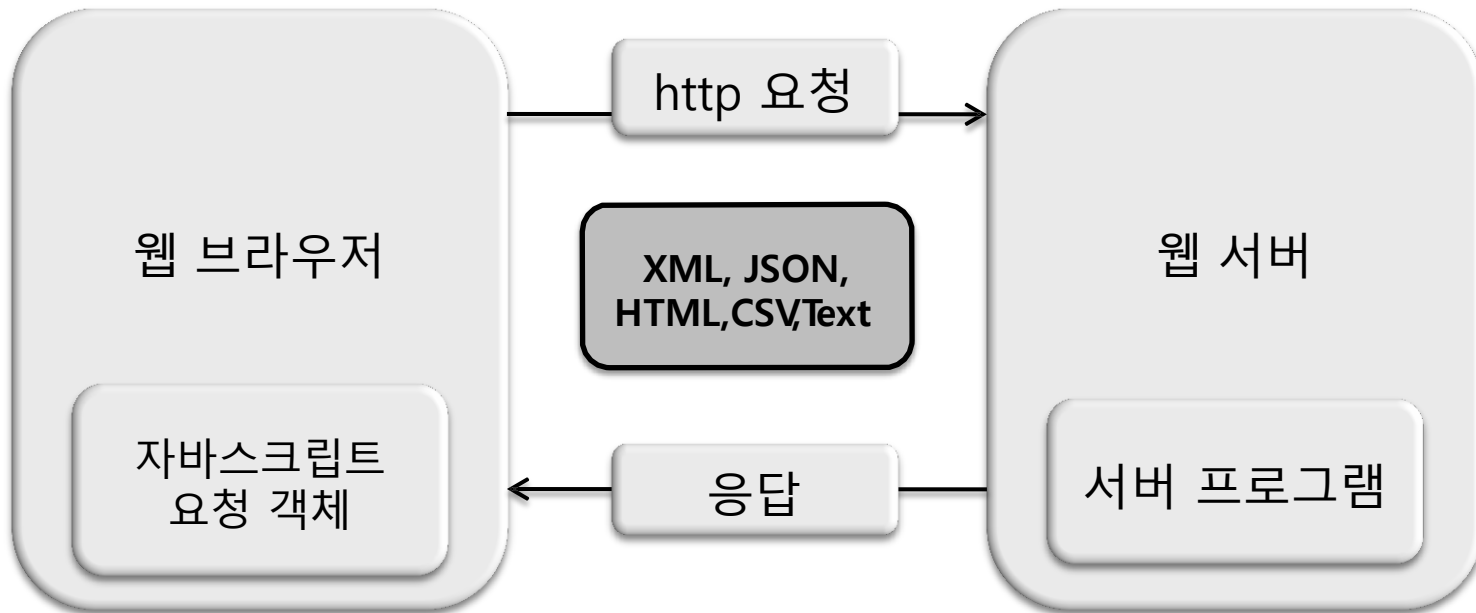 http 요청
웹 브라우저
XML, JSON,
HTML,CSV,Text
웹 서버
자바스크립트
요청 객체
응답
서버 프로그램